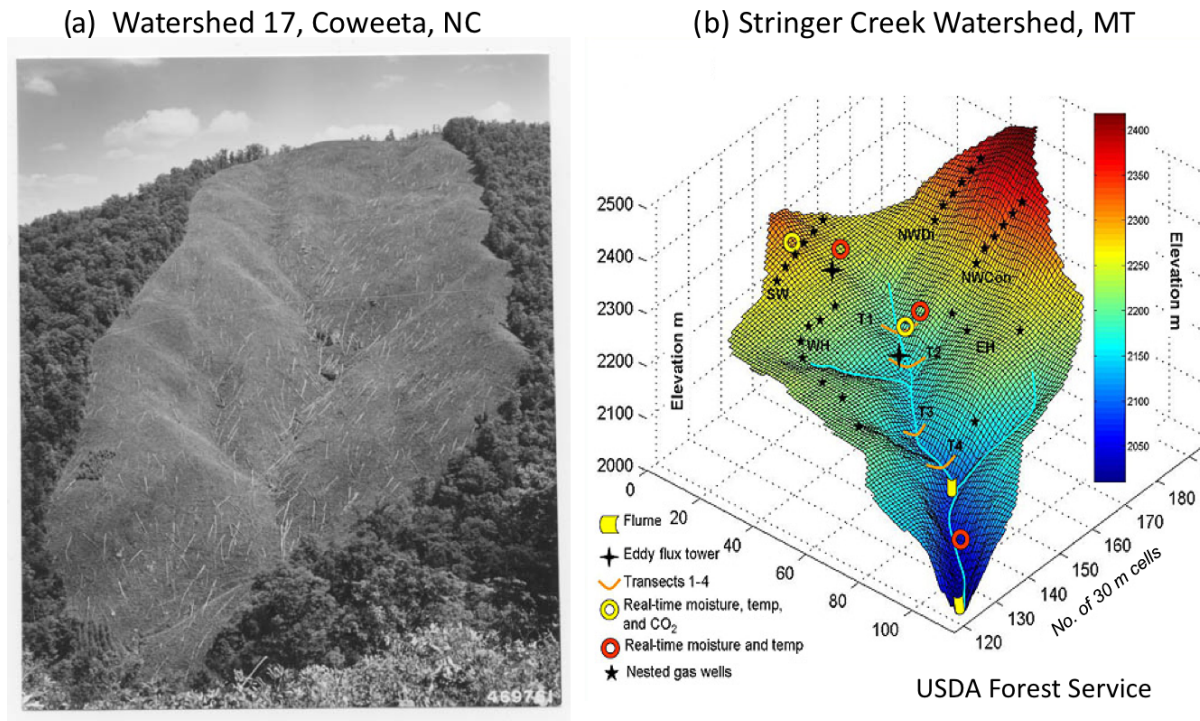 (a) Watershed 17, Coweeta, NC
469761
(b) Stringer Creek Watershed, MT
2500
2400
2300
2200
2100
2000
Elevation m
0
20
40
60
80
100
120
130
140
150
160
170
180
No. of 30 m cells
2400
2350
2300
2250
2200
2150
2100
2050
Elevation m
NWDi
NWCon
SW
T1
WH
T2
EH
T3
T4
Flume
Eddy flux tower
Transects 1-4
Real-time moisture, temp,
and CO₂
Real-time moisture and temp
Nested gas wells
USDA Forest Service